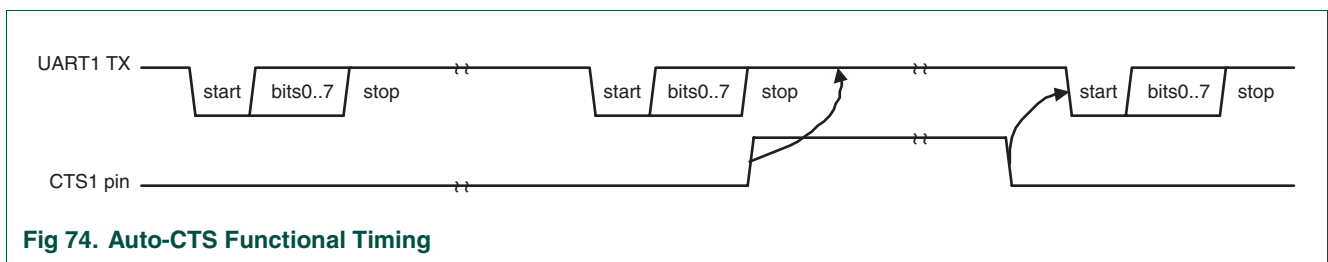 UART1 TX
start bits0..7 stop start bits0..7 stop start bits0..7 stop
CTS1 pin
Fig 74. Auto-CTS Functional Timing